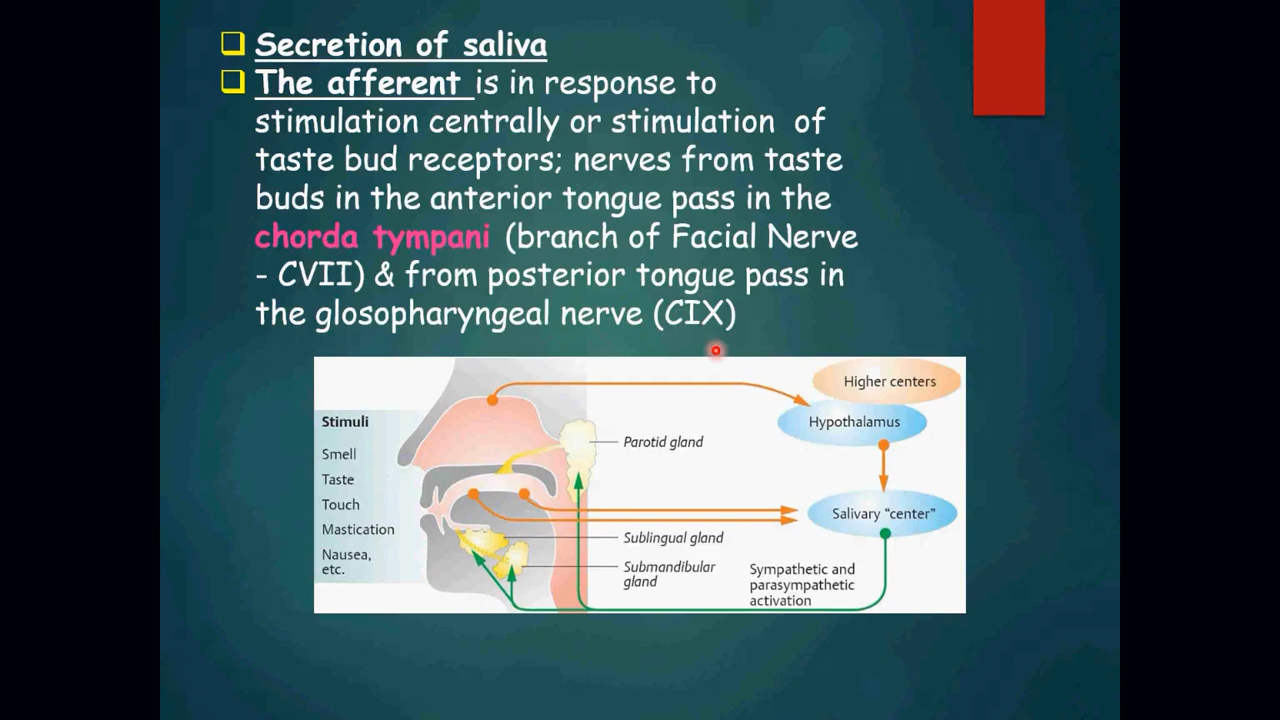 Secretion of saliva
The afferent is in response to
stimulation centrally or stimulation of
taste bud receptors; nerves from taste
buds in the anterior tongue pass in the
chorda tympani (branch of Facial Nerve
- CVII) & from posterior tongue pass in
the glosopharyngeal nerve (CIX)
Stimuli
Smell
Taste
Touch
Mastication
Nausea,
etc.
Parotid gland
Sublingual gland
Submandibular
gland
Higher centers
Hypothalamus
Salivary “center”
Sympathetic and
parasympathetic
activation